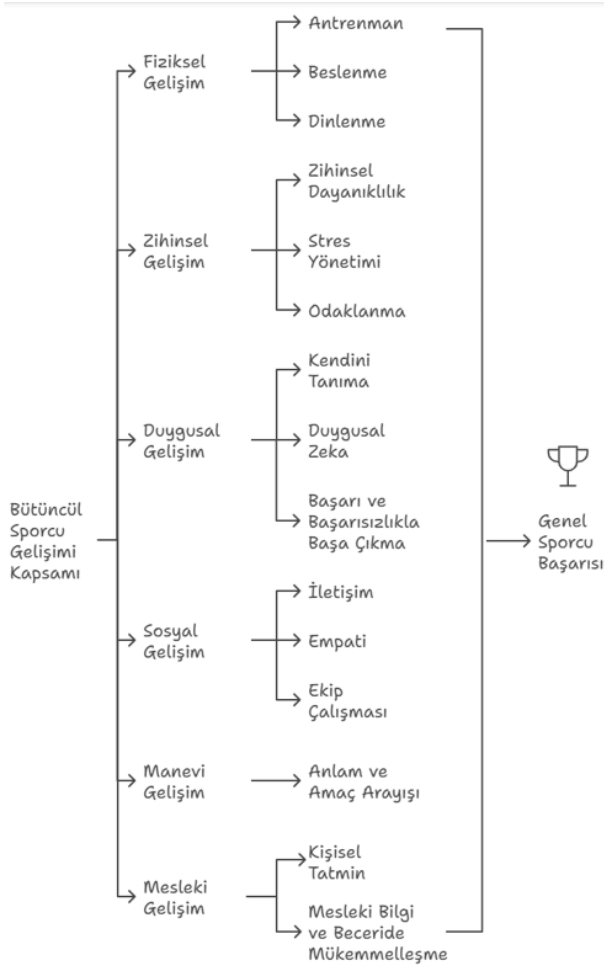 Bütüncül
Sporcu
Gelişimi
Kapsamı
Fiziksel
Gelişim
Antrenman
Beslenme
Dinlenme
Zihinsel
Gelişim
Zihinsel
Dayanıklılık
Stres
Yönetimi
Odaklanma
Duygusal
Gelişim
Kendini
Tanıma
Duygusal
Zeka
Başarı ve
Başarısızlıkla
Başa Çıkma
Sosyal
Gelişim
İletişim
Empati
Ekip
Çalışması
Manevi
Gelişim
Anlam ve
Amaç Arayışı
Mesleki
Gelişim
Kişisel
Tatmin
Mesleki Bilgi
ve Beceride
Mükemmelleşme
Genel
Sporcu
Başarısı